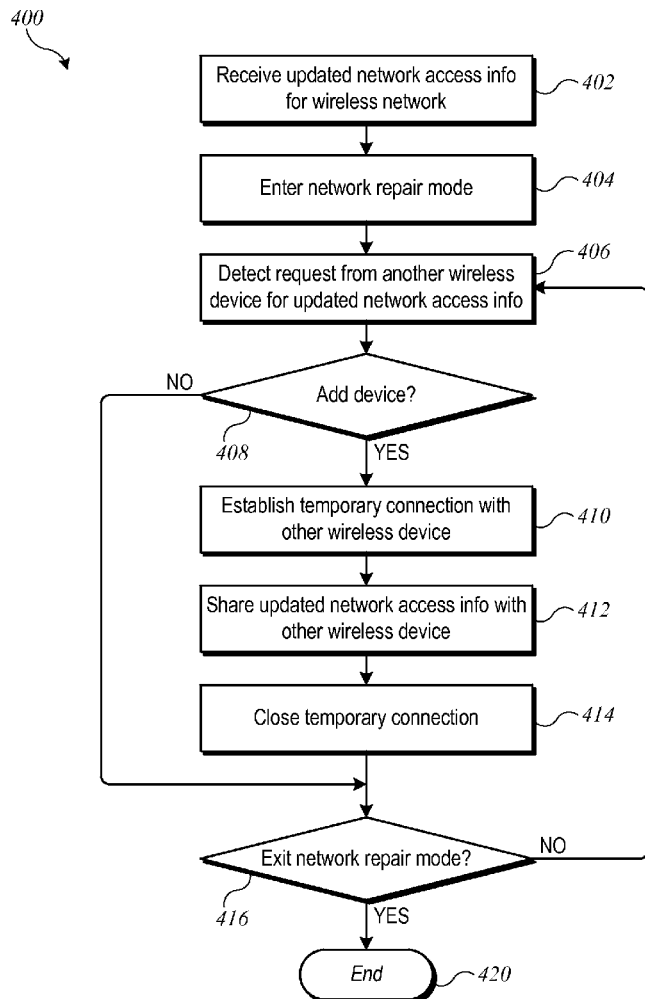 400
Receive updated network access info
for wireless network
402
Enter network repair mode
404
406
Detect request from another wireless
device for updated network access info
NO
Add device?
408
YES
Establish temporary connection with
other wireless device
410
Share updated network access info with
other wireless device
412
Close temporary connection
414
Exit network repair mode?
NO
416
YES
End
420